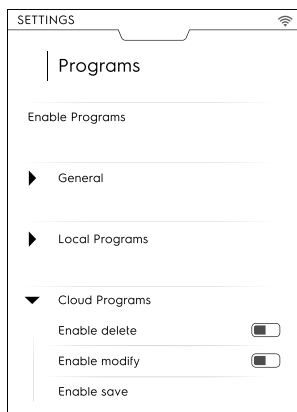 SETTINGS
Programs
Enable Programs
General
Local Programs
Cloud Programs
Enable delete
Enable modify
Enable save